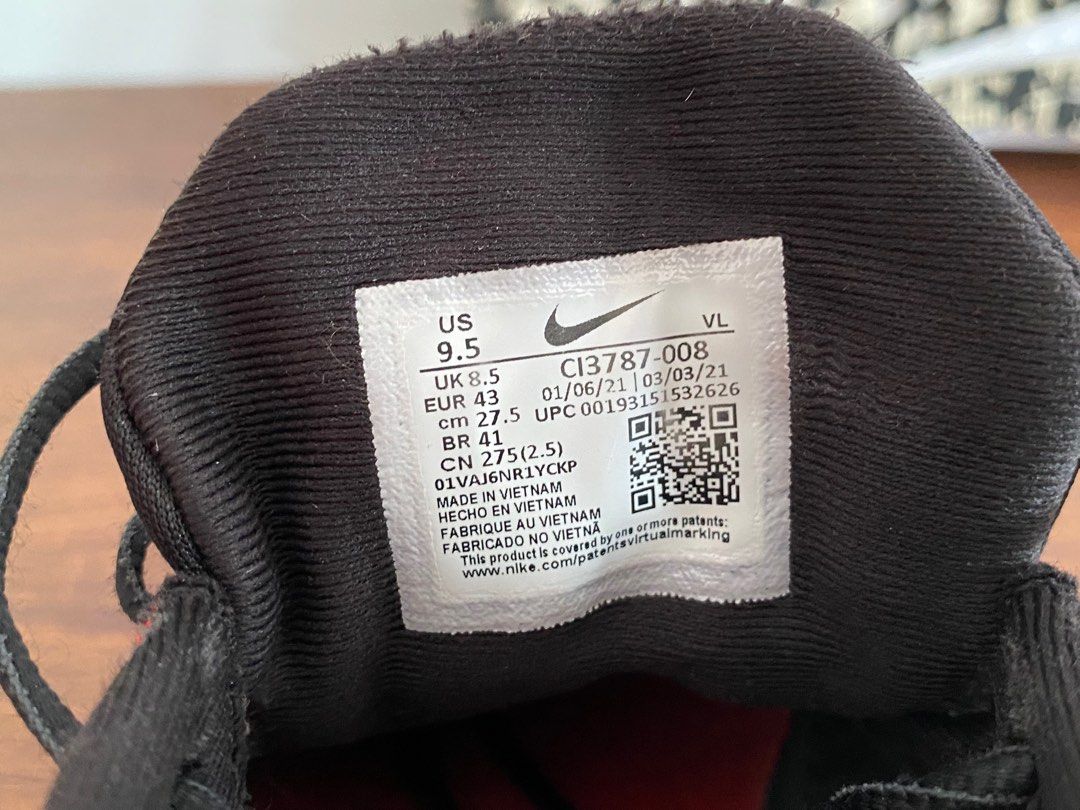 US
9.5
VL
UK 8.5
EUR 43
cm 27.5
BR 41
CN 275(2.5)
CI3787-008
01/06/21 | 03/03/21
UPC 00193151532626
01VAJ6NR1YCKP
MADE IN VIETNAM
HECHO EN VIETNAM
FABRIQUE AU VIETNAM
FABRICADO NO VIETNÃ
This product is covered by one or more patents:
www.nike.com/patentsvirtualmarking